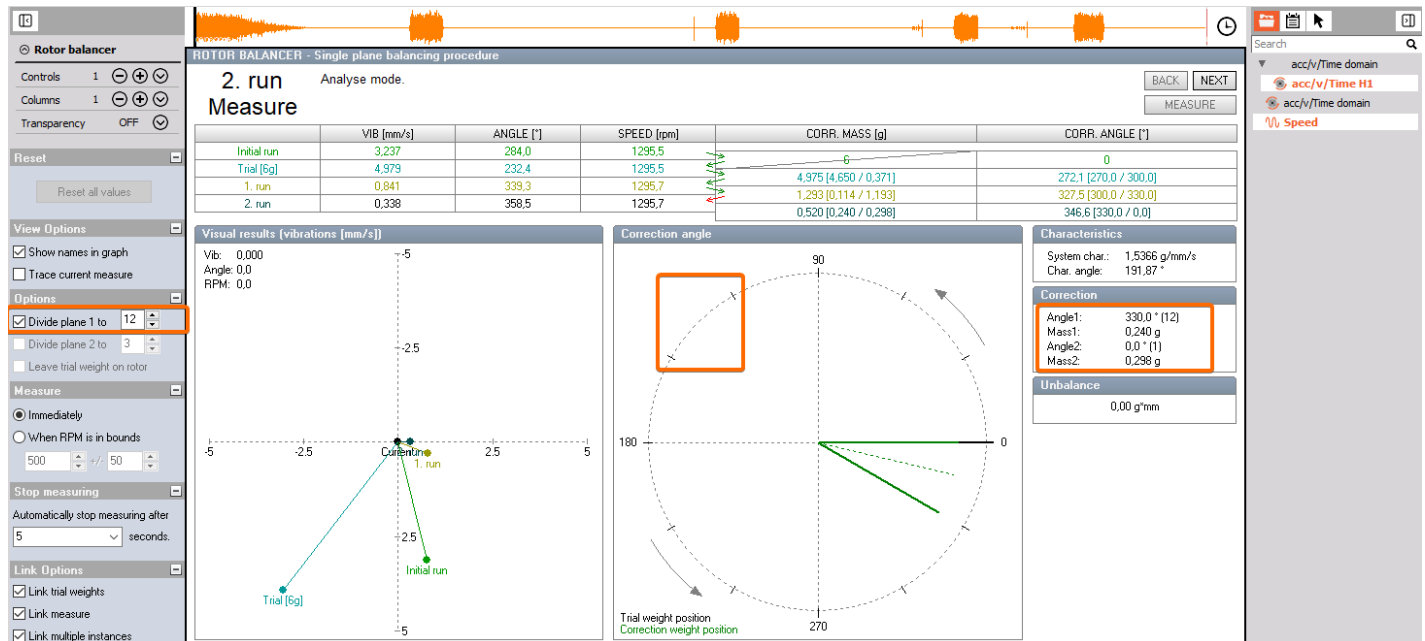 Rotor balancer
Controls 1
Columns 1
Transparency OFF
Reset
Reset all values
View Options
Show names in graph
Trace current measure
Options
Divide plane 1 to 12
Divide plane 2 to 3
Leave trial weight on rotor
Measure
Immediately
When RPM is in bounds
500 +/- 50
Stop measuring
Automatically stop measuring after
5 seconds.
Link Options
Link trial weights
Link measure
Link multiple instances
ROTOR BALANCER - Single plane balancing procedure
2. run Analyse mode.
Measure
BACK NEXT
MEASURE
VIB [mm/s] ANGLE [°] SPEED [rpm] CORR. MASS [g] CORR. ANGLE [°]
Initial run 3,237 284,0 1295,5
6 0
Trial [6g] 4,979 232,4 1295,5
4,975 [4,650 / 0,371] 272,1 [270,0 / 300,0]
1. run 0,841 339,3 1295,7
1,293 [0,114 / 1,193] 327,5 [300,0 / 330,0]
2. run 0,338 358,5 1295,7
0,520 [0,240 / 0,298] 346,6 [330,0 / 0,0]
Visual results (vibrations [mm/s])
Vib: 0,000
Angle: 0,0
RPM: 0,0
-5
-2.5
-5 -2.5 2.5 5
1. run
2.5
Initial run
Trial [6g]
5
Correction angle
90
180 0
270
Trial weight position
Correction weight position
Characteristics
System char.: 1,5366 g/mm/s
Char. angle: 191,87 °
Correction
Angle1: 330,0 ° (12)
Mass1: 0,240 g
Angle2: 0,0 ° (1)
Mass2: 0,298 g
Unbalance
0,00 g*mm
Search
acc/v/Time domain
acc/v/Time H1
acc/v/Time domain
Speed